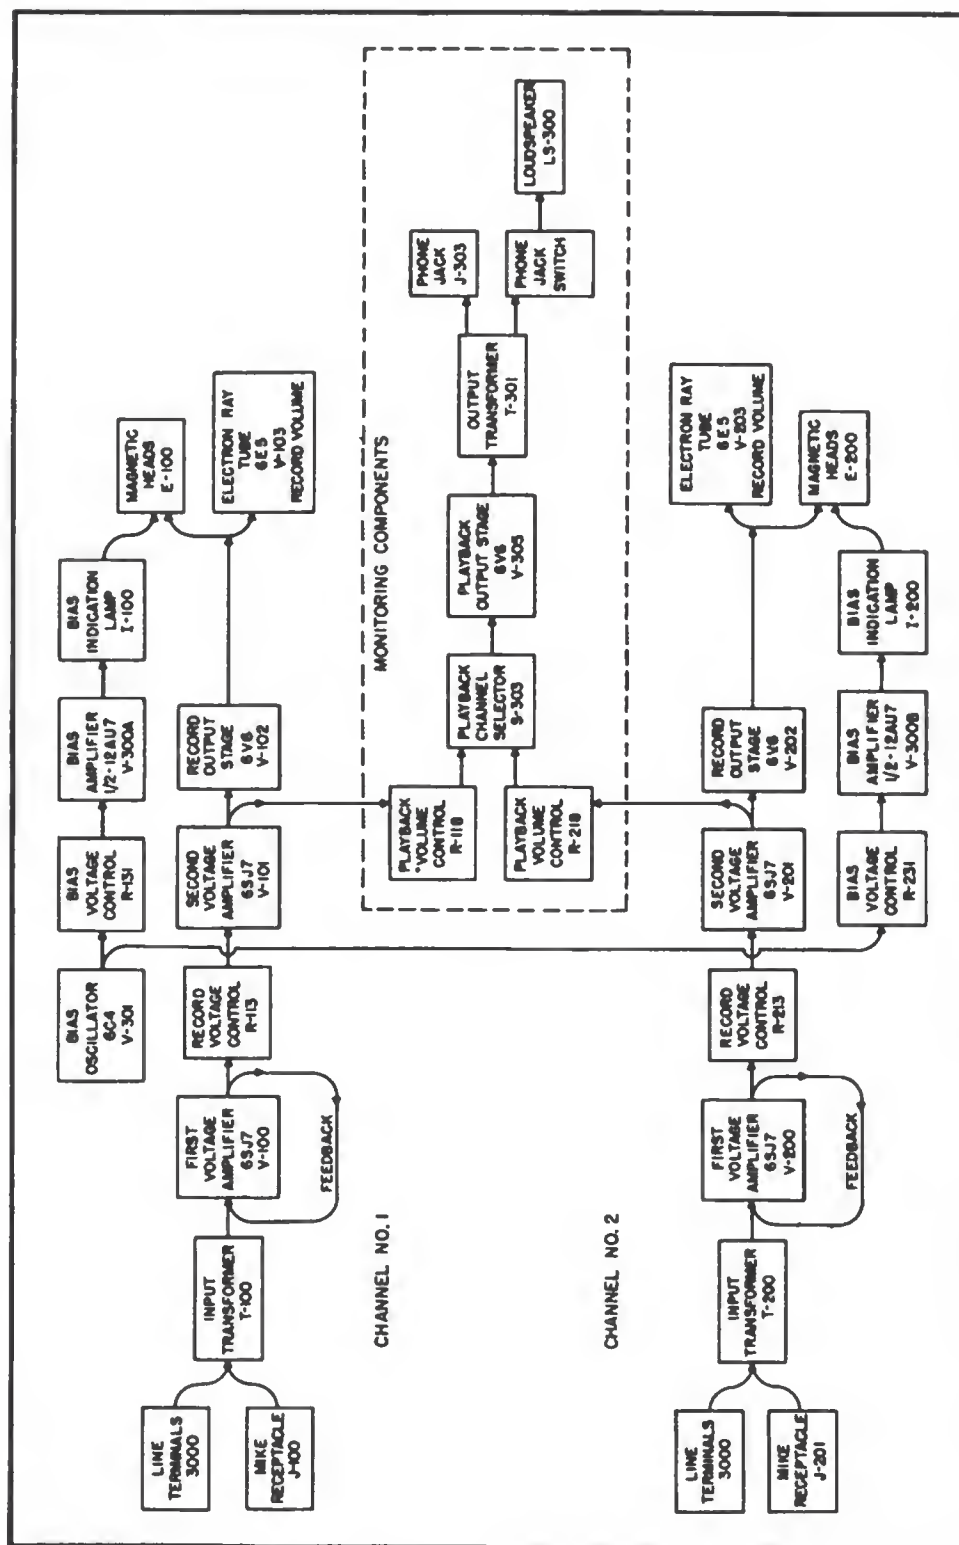 BIAS
OSCILLATOR
6C4
V-301
BIAS
VOLTAGE
CONTROL
R-131
BIAS
AMPLIFIER
1/2-12AU7
V-300A
BIAS
INDICATION
LAMP
I-100
MAGNETIC
HEADS
E-100
LINE
TERMINALS
3000
MIKE
RECEPTACLE
J-100
INPUT
TRANSFORMER
T-100
FIRST
VOLTAGE
AMPLIFIER
6SJ7
V-100
FEEDBACK
RECORD
VOLTAGE
CONTROL
R-113
SECOND
VOLTAGE
AMPLIFIER
6SJ7
V-101
RECORD
OUTPUT
STAGE
6V6
V-102
ELECTRON RAY
TUBE
6E5
V-103
RECORD VOLUME
CHANNEL NO. 1
MONITORING COMPONENTS
PLAYBACK
VOLUME
CONTROL
R-118
PLAYBACK
VOLUME
CONTROL
R-218
PLAYBACK
CHANNEL
SELECTOR
S-303
PLAYBACK
OUTPUT STAGE
6V6
V-305
OUTPUT
TRANSFORMER
T-301
PHONE
JACK
J-303
PHONE
JACK
SWITCH
LOUDSPEAKER
LS-300
CHANNEL NO. 2
LINE
TERMINALS
3000
MIKE
RECEPTACLE
J-201
INPUT
TRANSFORMER
T-200
FIRST
VOLTAGE
AMPLIFIER
6SJ7
V-200
FEEDBACK
RECORD
VOLTAGE
CONTROL
R-213
SECOND
VOLTAGE
AMPLIFIER
6SJ7
V-201
RECORD
OUTPUT
STAGE
6V6
V-202
ELECTRON RAY
TUBE
6E5
V-203
RECORD VOLUME
BIAS
VOLTAGE
CONTROL
R-231
BIAS
AMPLIFIER
1/2-12AU7
V-300B
BIAS
INDICATION
LAMP
I-200
MAGNETIC
HEADS
E-200